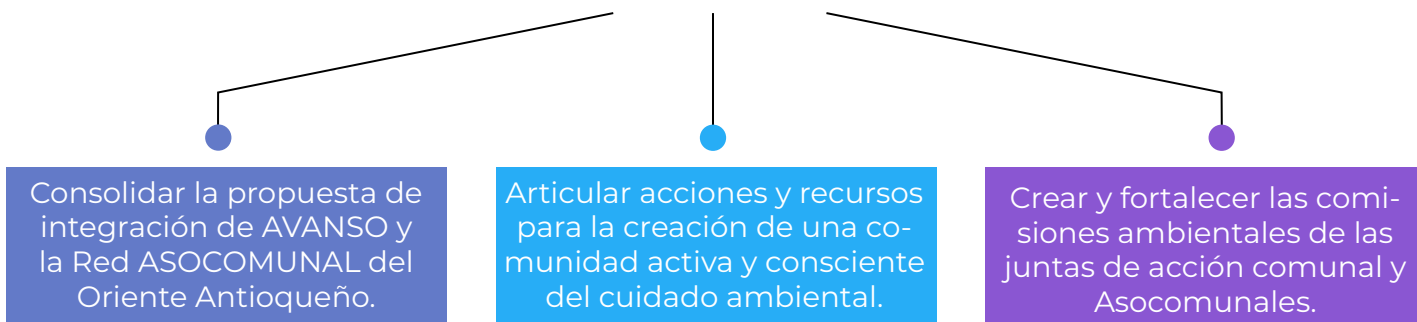 Consolidar la propuesta de
integración de AVANSO y
la Red ASOCOMUNAL del
Oriente Antioqueño.
Articular acciones y recursos
para la creación de una co-
munidad activa y consciente
del cuidado ambiental.
Crear y fortalecer las comi-
siones ambientales de las
juntas de acción comunal y
Asocomunales.